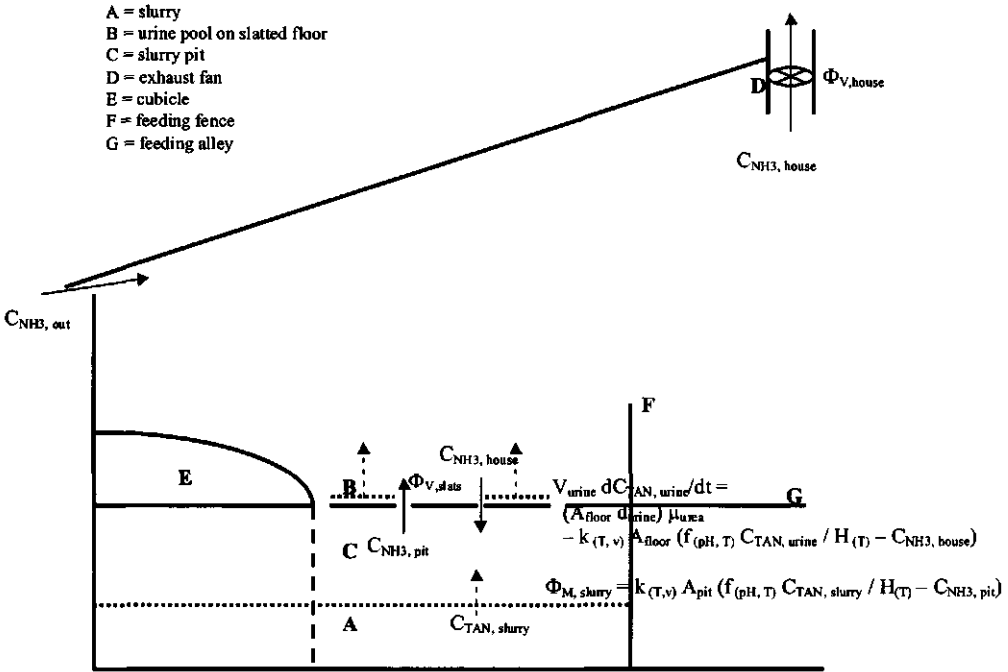 A = slurry
B = urine pool on slatted floor
C = slurry pit
D = exhaust fan
E = cubicle
F = feeding fence
G = feeding alley
D
Φ_V,house
C_NH3, house
C_NH3, out
F
E
B
Φ_V,slats
C_NH3, house
V_urine dC_TAN, urine/dt =
G
(A_floor d_urine) μ_urea
C
C_NH3, pit
– k_(T, v) A_floor (f_(pH, T) C_TAN, urine / H_(T) – C_NH3, house)
Φ_M, slurry = k_(T,v) A_pit (f_(pH, T) C_TAN, slurry / H_(T) – C_NH3, pit)
A
C_TAN, slurry